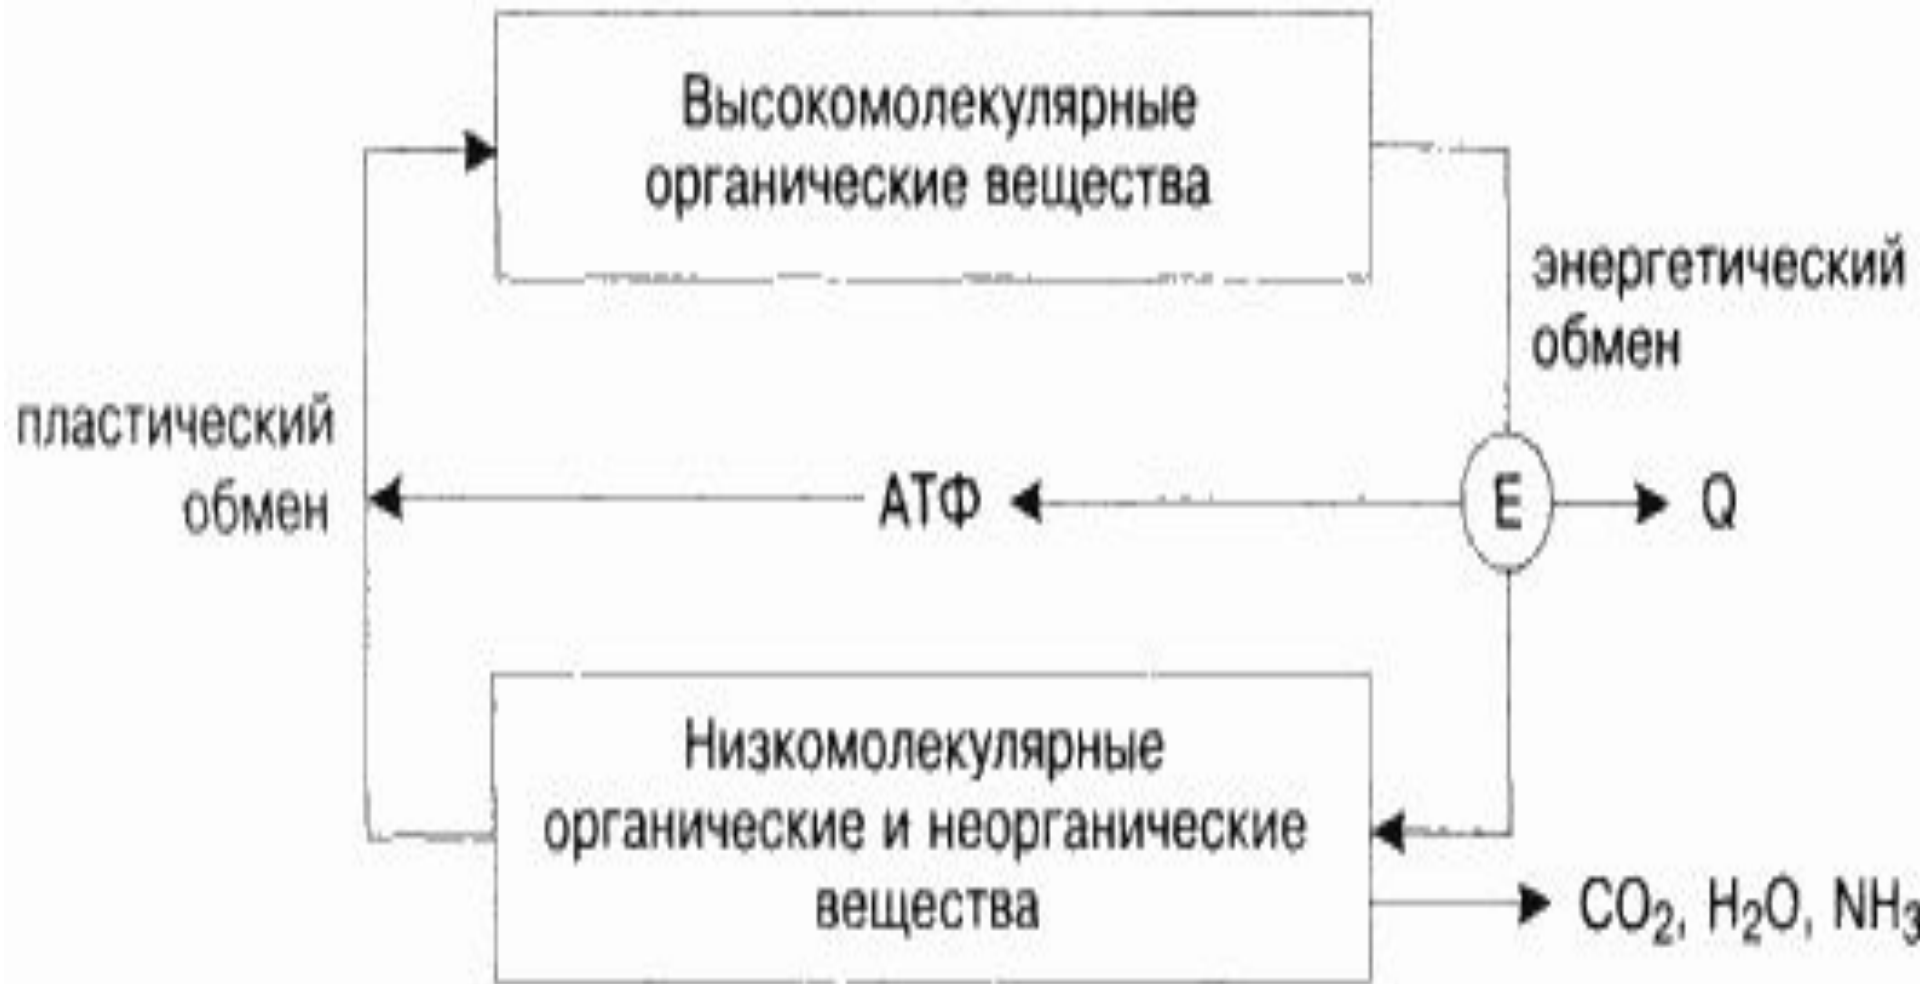 Высокомолекулярные
органические вещества
энергетический
обмен
пластический
обмен
АТФ
E
Q
Низкомолекулярные
органические и неорганические
вещества
CO₂, H₂O, NH₃